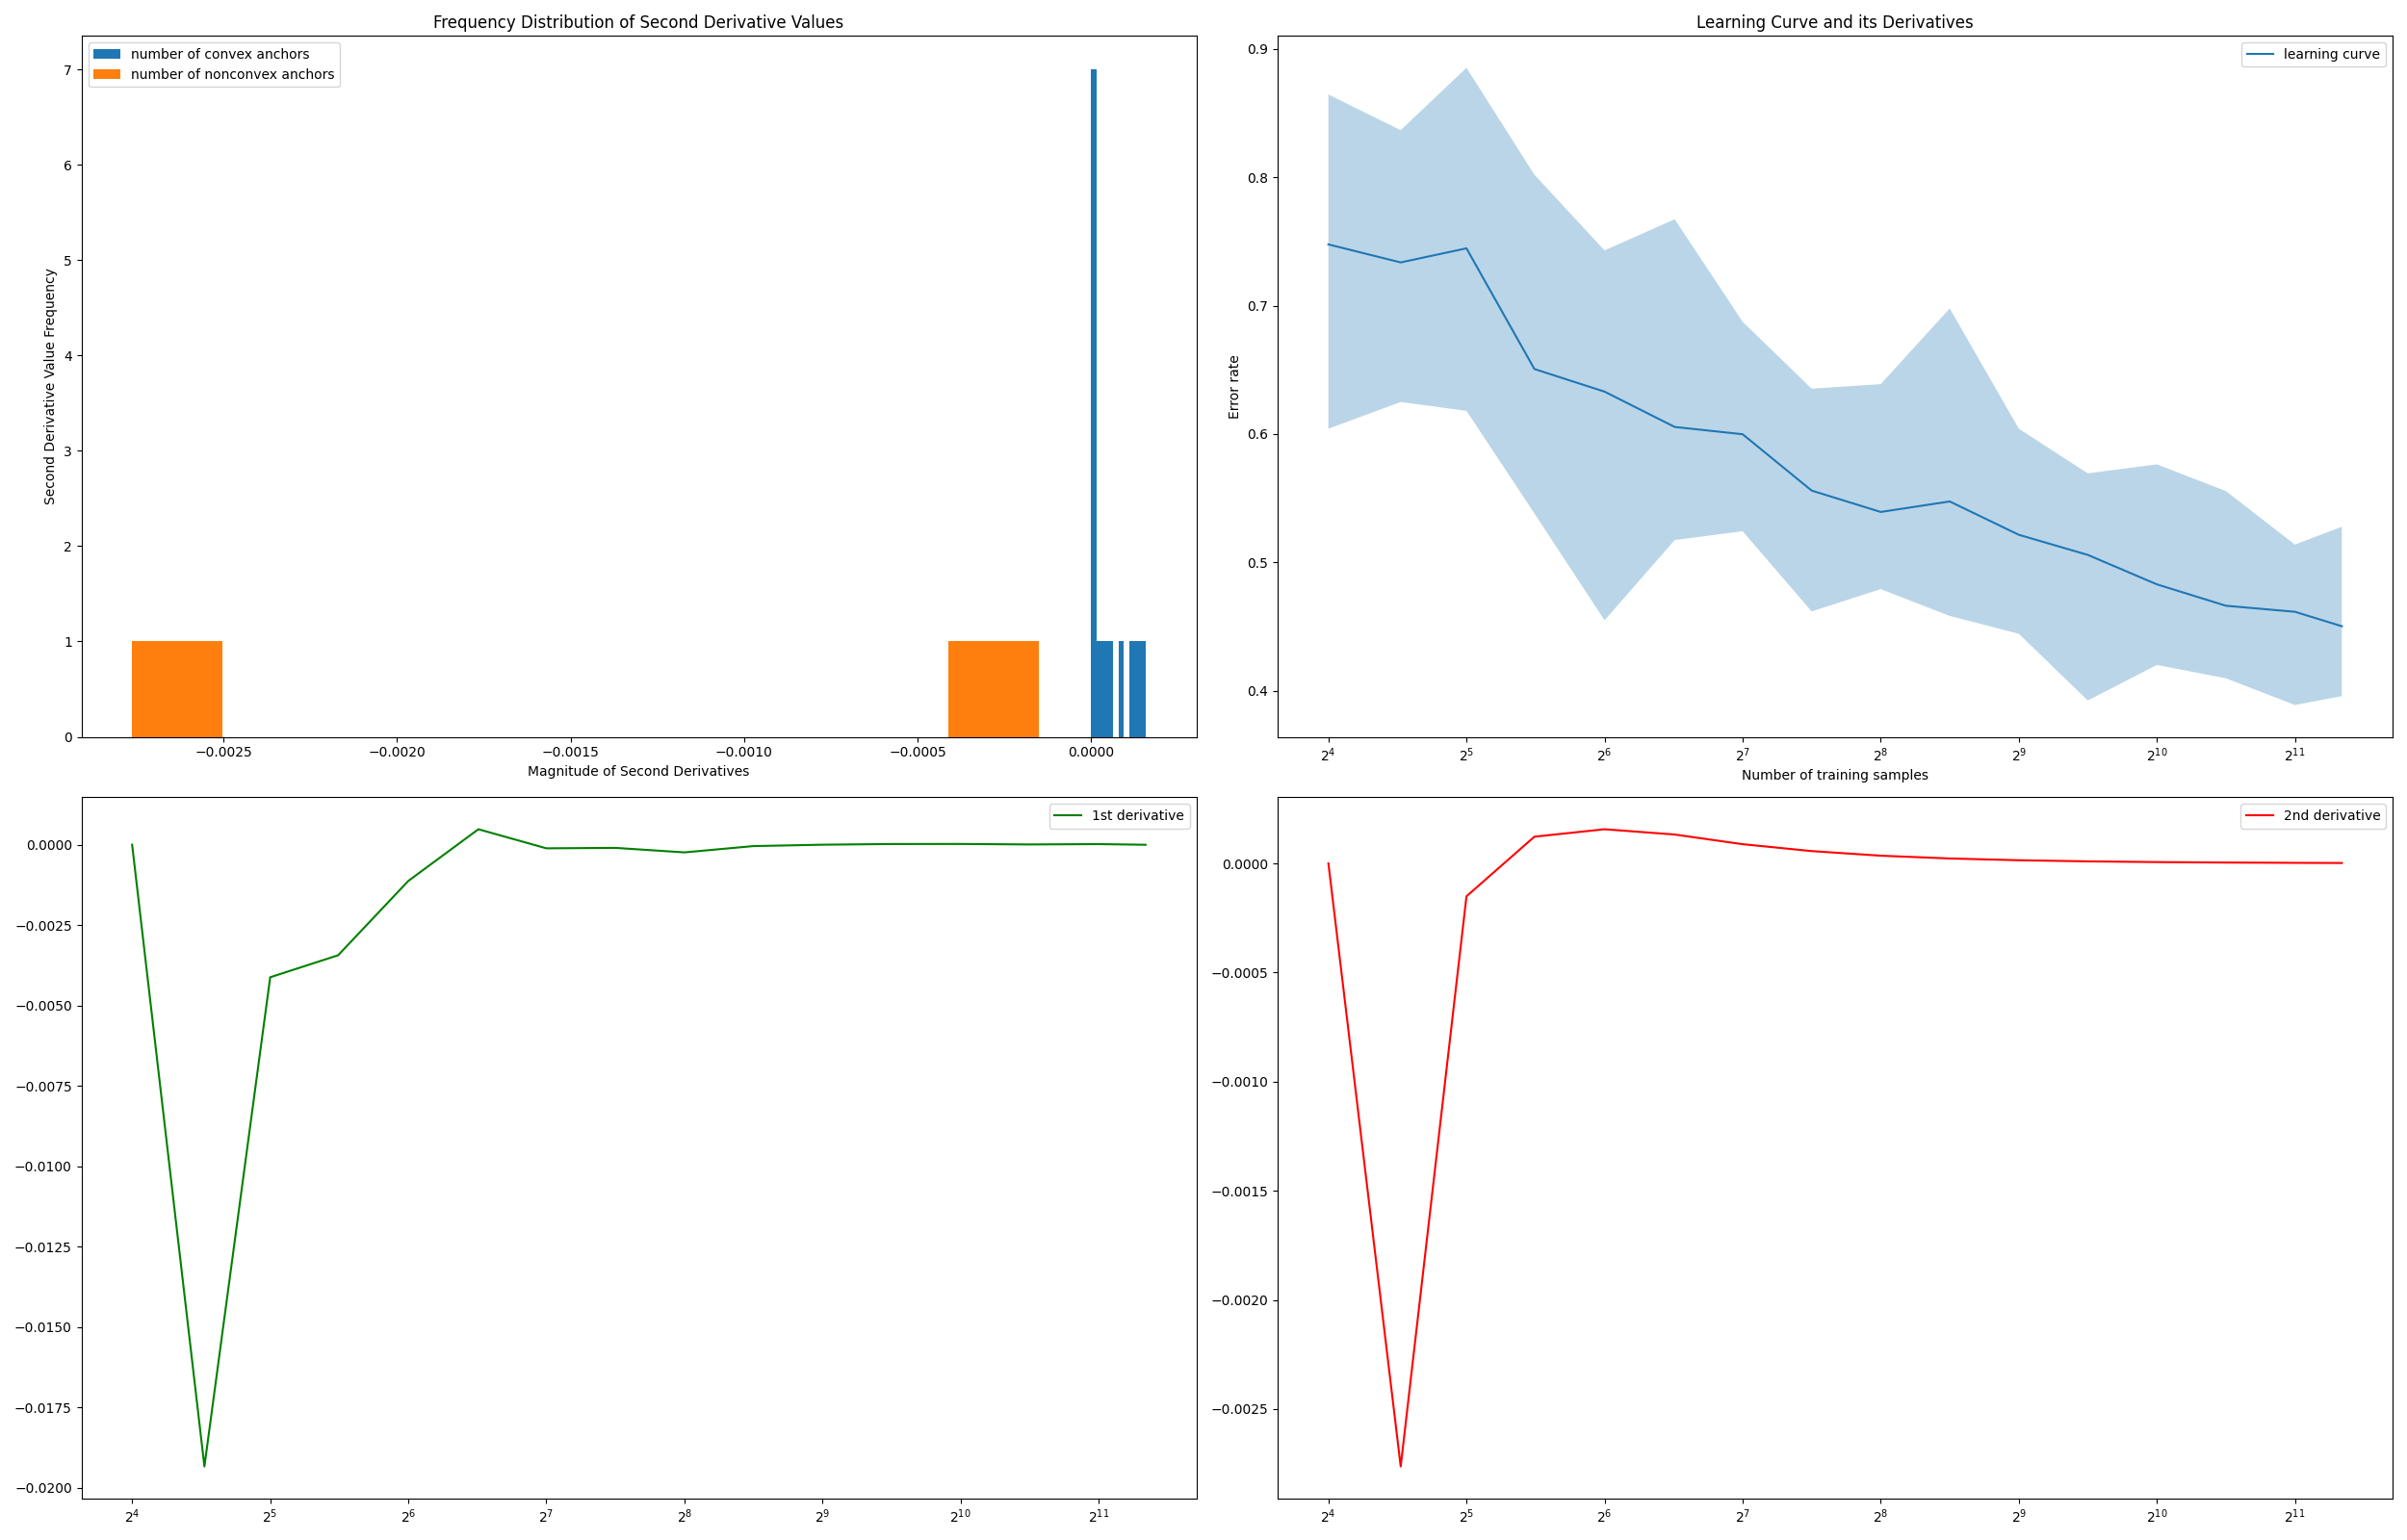 Frequency Distribution of Second Derivative Values
number of convex anchors
number of nonconvex anchors
Second Derivative Value Frequency
7
6
5
4
3
2
1
0
−0.0025 −0.0020 −0.0015 −0.0010 −0.0005 0.0000
Magnitude of Second Derivatives
Learning Curve and its Derivatives
learning curve
Error rate
0.9
0.8
0.7
0.6
0.5
0.4
2⁴ 2⁵ 2⁶ 2⁷ 2⁸ 2⁹ 2¹⁰ 2¹¹
Number of training samples
1st derivative
0.0000
−0.0025
−0.0050
−0.0075
−0.0100
−0.0125
−0.0150
−0.0175
−0.0200
2⁴ 2⁵ 2⁶ 2⁷ 2⁸ 2⁹ 2¹⁰ 2¹¹
2nd derivative
0.0000
−0.0005
−0.0010
−0.0015
−0.0020
−0.0025
2⁴ 2⁵ 2⁶ 2⁷ 2⁸ 2⁹ 2¹⁰ 2¹¹